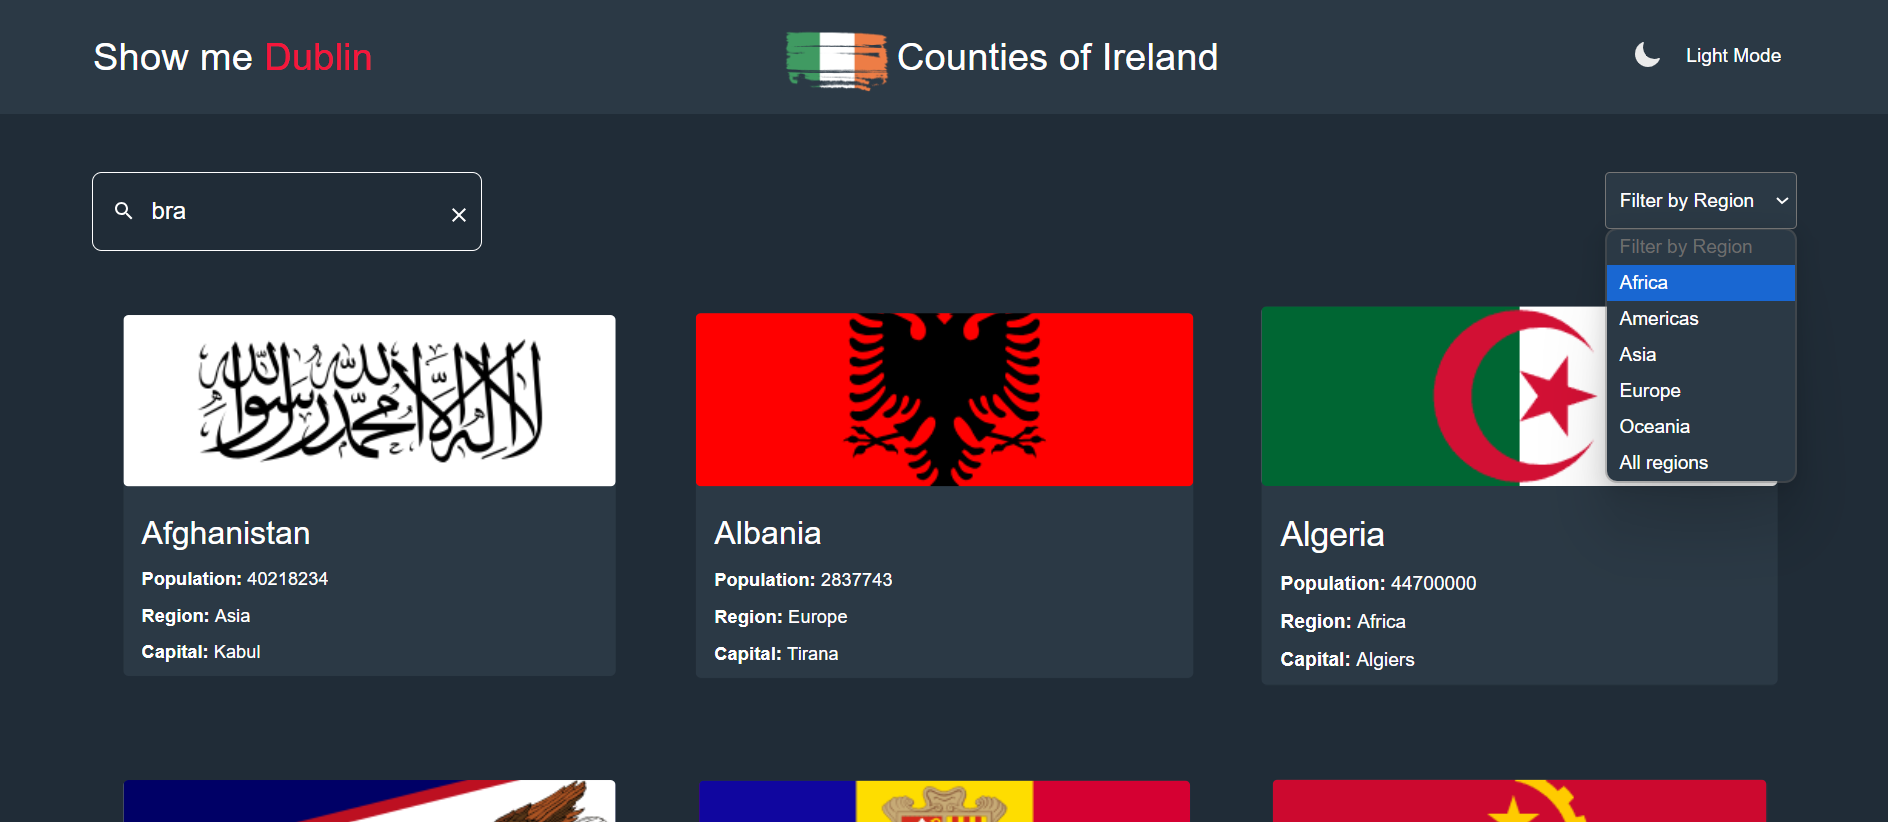 Show me Dublin
Counties of Ireland
Light Mode
bra
Filter by Region
Filter by Region
Africa
Americas
Asia
Europe
Oceania
All regions
لا إله إلا الله محمد رسول الله
Afghanistan
Population: 40218234
Region: Asia
Capital: Kabul
Albania
Population: 2837743
Region: Europe
Capital: Tirana
Algeria
Population: 44700000
Region: Africa
Capital: Algiers